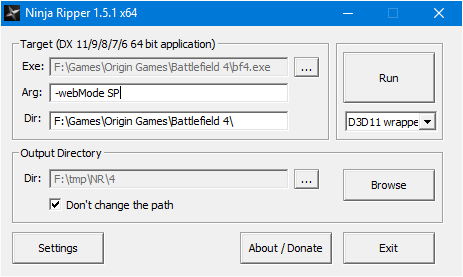 Ninja Ripper 1.5.1 x64
Target (DX 11/9/8/7/6 64 bit application)
Exe: F:\Games\Origin Games\Battlefield 4\bf4.exe ...
Run
Arg: -webMode SP
Dir: F:\Games\Origin Games\Battlefield 4\
D3D11 wrappe
Output Directory
Dir: F:\tmp\NR\4 ...
Browse
Don't change the path
Settings
About / Donate
Exit